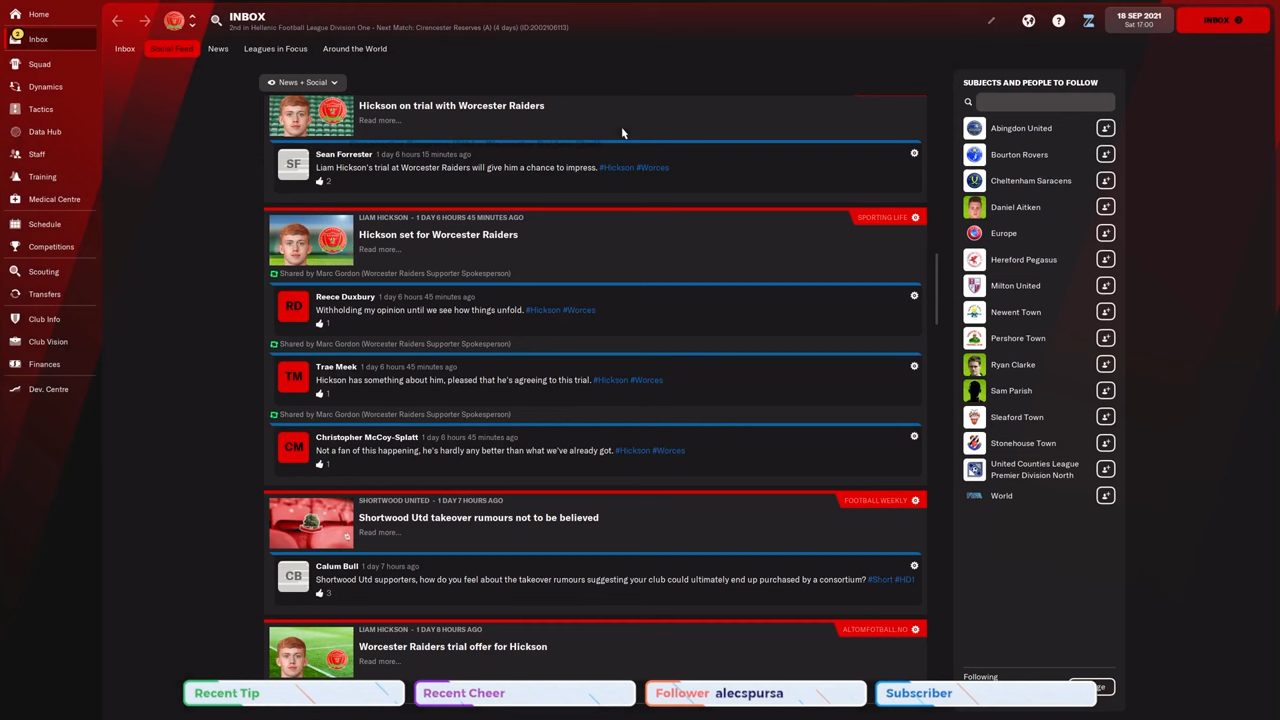 Home
2
Inbox
Squad
Dynamics
Tactics
Data Hub
Staff
Training
Medical Centre
Schedule
Competitions
Scouting
Transfers
Club Info
Club Vision
Finances
Dev. Centre
INBOX
2nd in Hellenic Football League Division One - Next Match: Cirencester Reserves (A) (4 days) (ID:2002106113)
18 SEP 2021
Sat 17:00
INBOX
Inbox
Social Feed
News
Leagues in Focus
Around the World
News + Social
Hickson on trial with Worcester Raiders
Read more...
SF
Sean Forrester 1 day 6 hours 15 minutes ago
Liam Hickson's trial at Worcester Raiders will give him a chance to impress. #Hickson #Worces
2
LIAM HICKSON - 1 DAY 6 HOURS 45 MINUTES AGO
SPORTING LIFE
Hickson set for Worcester Raiders
Read more...
Shared by Marc Gordon (Worcester Raiders Supporter Spokesperson)
RD
Reece Duxbury 1 day 6 hours 45 minutes ago
Withholding my opinion until we see how things unfold. #Hickson #Worces
1
Shared by Marc Gordon (Worcester Raiders Supporter Spokesperson)
TM
Trae Meek 1 day 6 hours 45 minutes ago
Hickson has something about him, pleased that he's agreeing to this trial. #Hickson #Worces
1
Shared by Marc Gordon (Worcester Raiders Supporter Spokesperson)
CM
Christopher McCoy-Splatt 1 day 6 hours 45 minutes ago
Not a fan of this happening, he's hardly any better than what we've already got. #Hickson #Worces
1
SHORTWOOD UNITED - 1 DAY 7 HOURS AGO
FOOTBALL WEEKLY
Shortwood Utd takeover rumours not to be believed
Read more...
CB
Calum Bull 1 day 7 hours ago
Shortwood Utd supporters, how do you feel about the takeover rumours suggesting your club could ultimately end up purchased by a consortium? #Short #HD1
3
LIAM HICKSON - 1 DAY 8 HOURS AGO
ALTOMFOTBALL.NO
Worcester Raiders trial offer for Hickson
Read more...
SUBJECTS AND PEOPLE TO FOLLOW
Abingdon United
Bourton Rovers
Cheltenham Saracens
Daniel Aitken
Europe
Hereford Pegasus
Milton United
Newent Town
Pershore Town
Ryan Clarke
Sam Parish
Sleaford Town
Stonehouse Town
United Counties League
Premier Division North
FIFA
World
Following
Recent Tip
Recent Cheer
Follower alecspursa
Subscriber